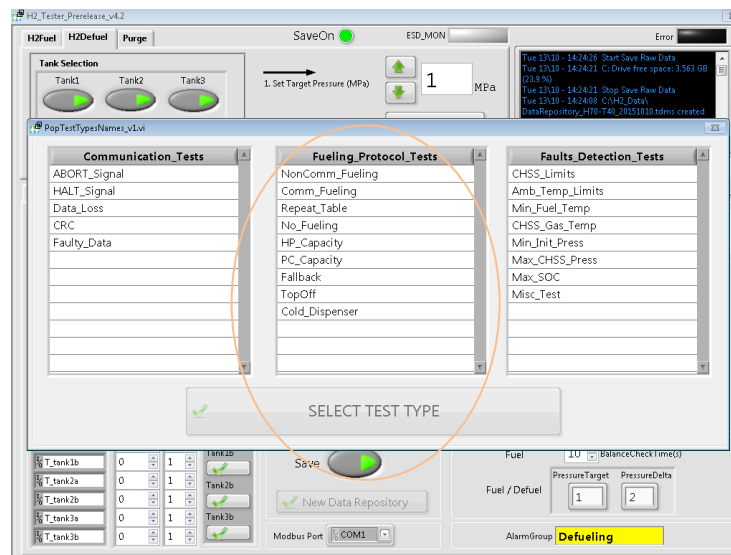 H2_Tester_Prerelease_v4.2
H2Fuel H2Defuel Purge
SaveOn
ESD_MON
Error
Tank Selection
Tank1 Tank2 Tank3
1. Set Target Pressure (MPa)
1 MPa
Tue 13\10 - 14:24:26 Start Save Raw Data
Tue 13\10 - 14:24:21 C: Drive free space: 3.563 GB
(23,9 %)
Tue 13\10 - 14:24:21 Stop Save Raw Data
Tue 13\10 - 14:24:08 C:\H2_Data\
DataRepository_H70-T40_20151010.tdms created
PopTestTypesNames_v1.vi
Communication_Tests
ABORT_Signal
HALT_Signal
Data_Loss
CRC
Faulty_Data
Fueling_Protocol_Tests
NonComm_Fueling
Comm_Fueling
Repeat_Table
No_Fueling
HP_Capacity
PC_Capacity
Fallback
TopOff
Cold_Dispenser
Faults_Detection_Tests
CHSS_Limits
Amb_Temp_Limits
Min_Fuel_Temp
CHSS_Gas_Temp
Min_Init_Press
Max_CHSS_Press
Max_SOC
Misc_Test
SELECT TEST TYPE
T_tank1b 0 1 Tank1b
T_tank2a 0 1
T_tank2b 0 1 Tank2b
T_tank3a 0 1
T_tank3b 0 1 Tank3b
Save
New Data Repository
Modbus Port COM1
Fuel 10 BalanceCheckTime(s)
Fuel / Defuel
PressureTarget PressureDelta
1 2
AlarmGroup Defueling